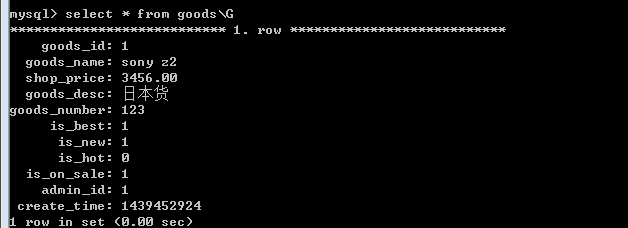 mysql> select * from goods\G
*************************** 1. row ***************************
goods_id: 1
goods_name: sony z2
shop_price: 3456.00
goods_desc: 日本货
goods_number: 123
is_best: 1
is_new: 1
is_hot: 0
is_on_sale: 1
admin_id: 1
create_time: 1439452924
1 row in set (0.00 sec)